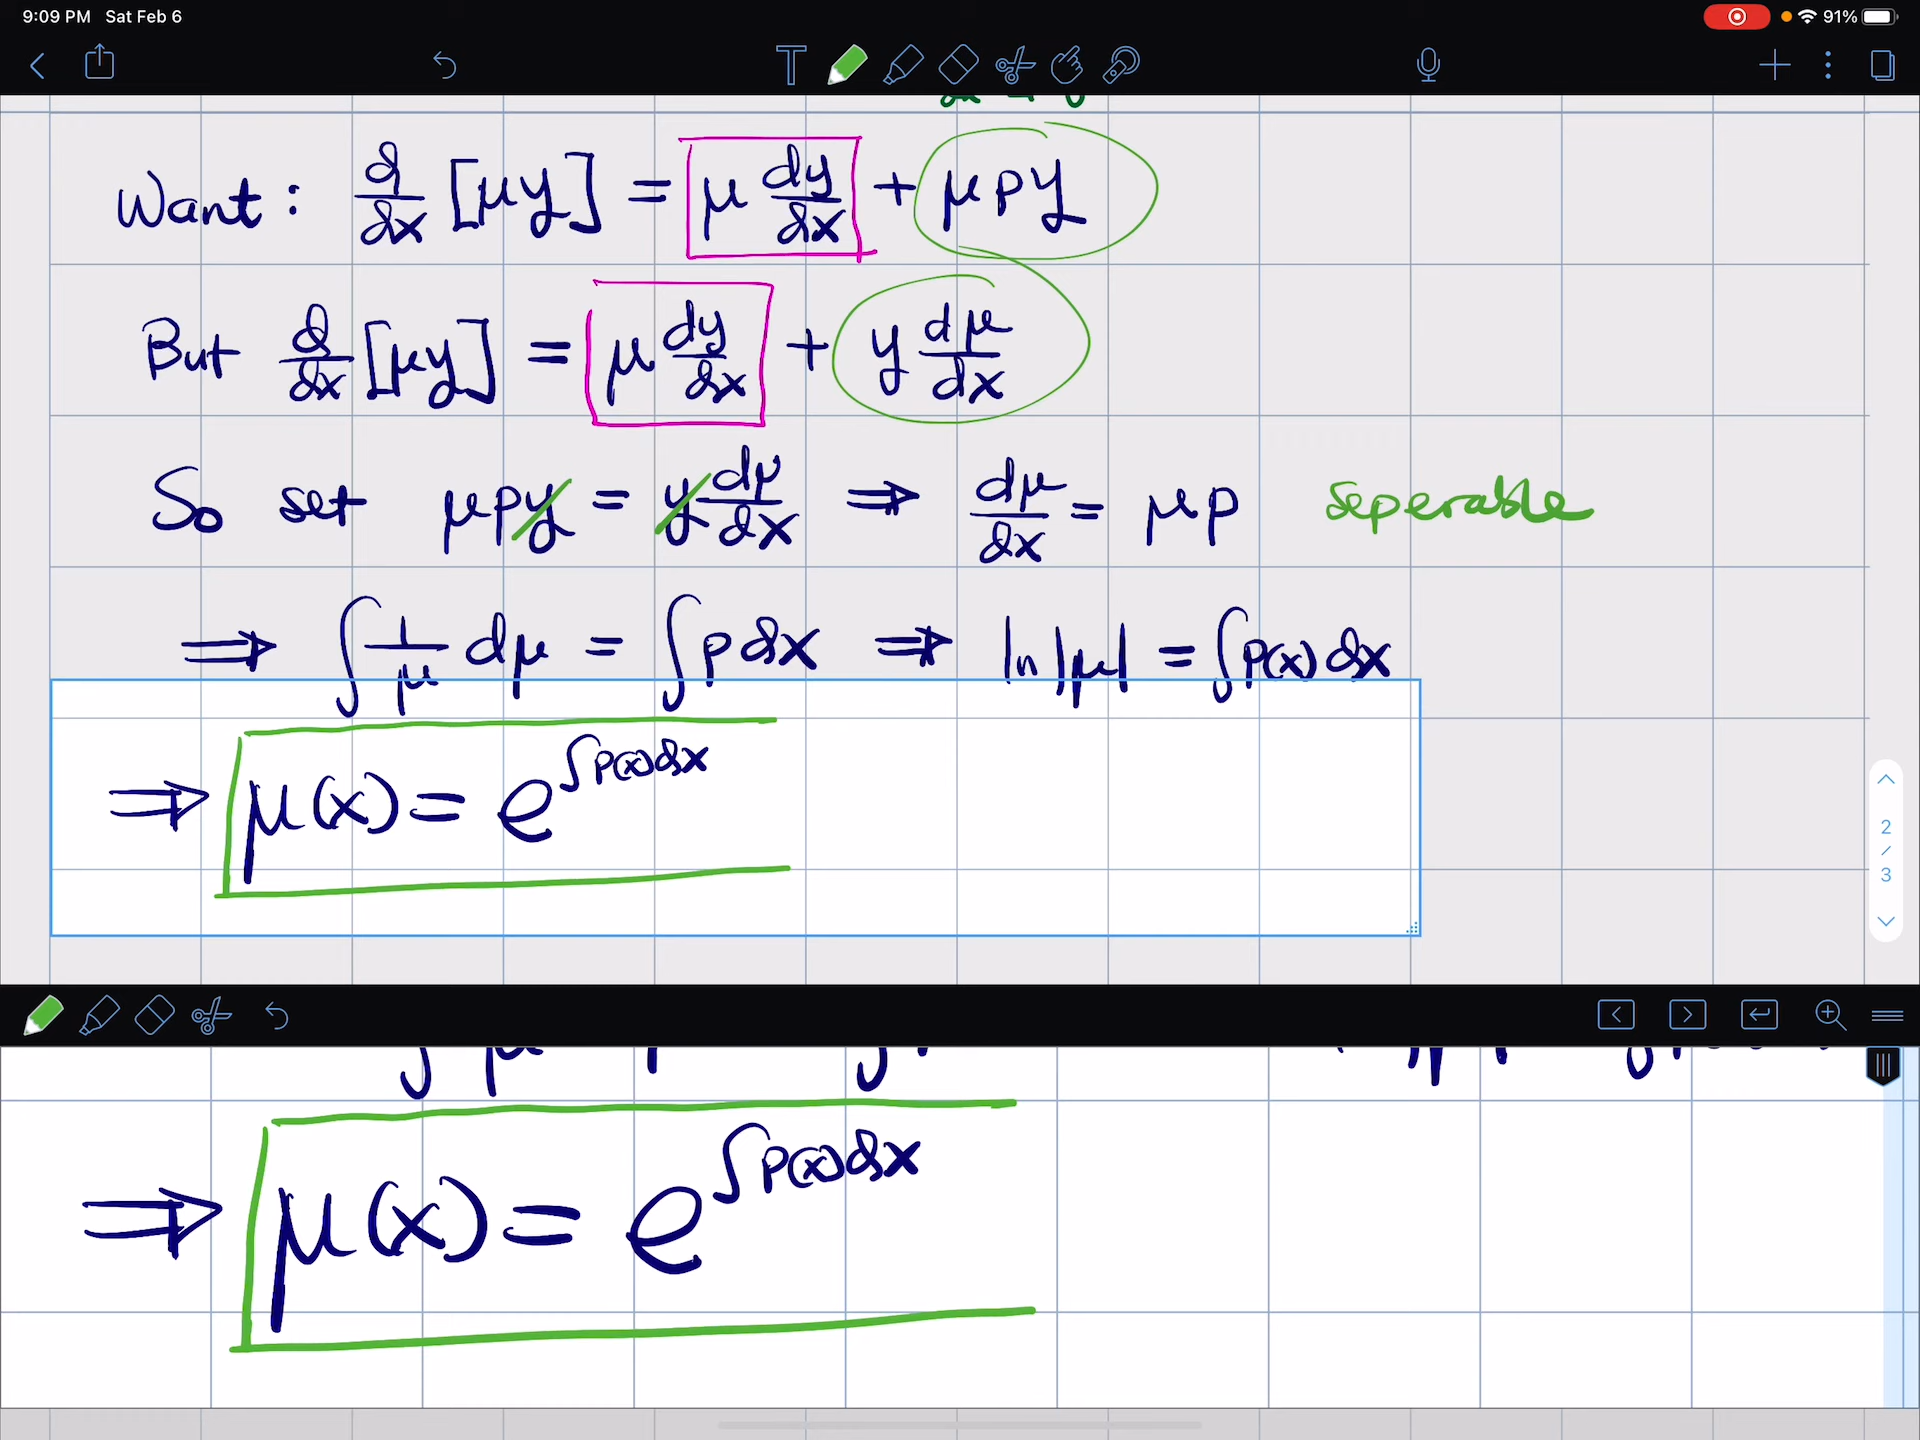 9:09 PM Sat Feb 6
91%
Want: d/dx [μy] = μ dy/dx + μpy
But d/dx [μy] = μ dy/dx + y dμ/dx
So set μpy = y dμ/dx ⇒ dμ/dx = μp seperable
⇒ ∫ 1/μ dμ = ∫ p dx ⇒ ln |μ| = ∫ p(x) dx
⇒ μ(x) = e^∫p(x)dx
2 / 3
⇒ μ(x) = e^∫p(x)dx